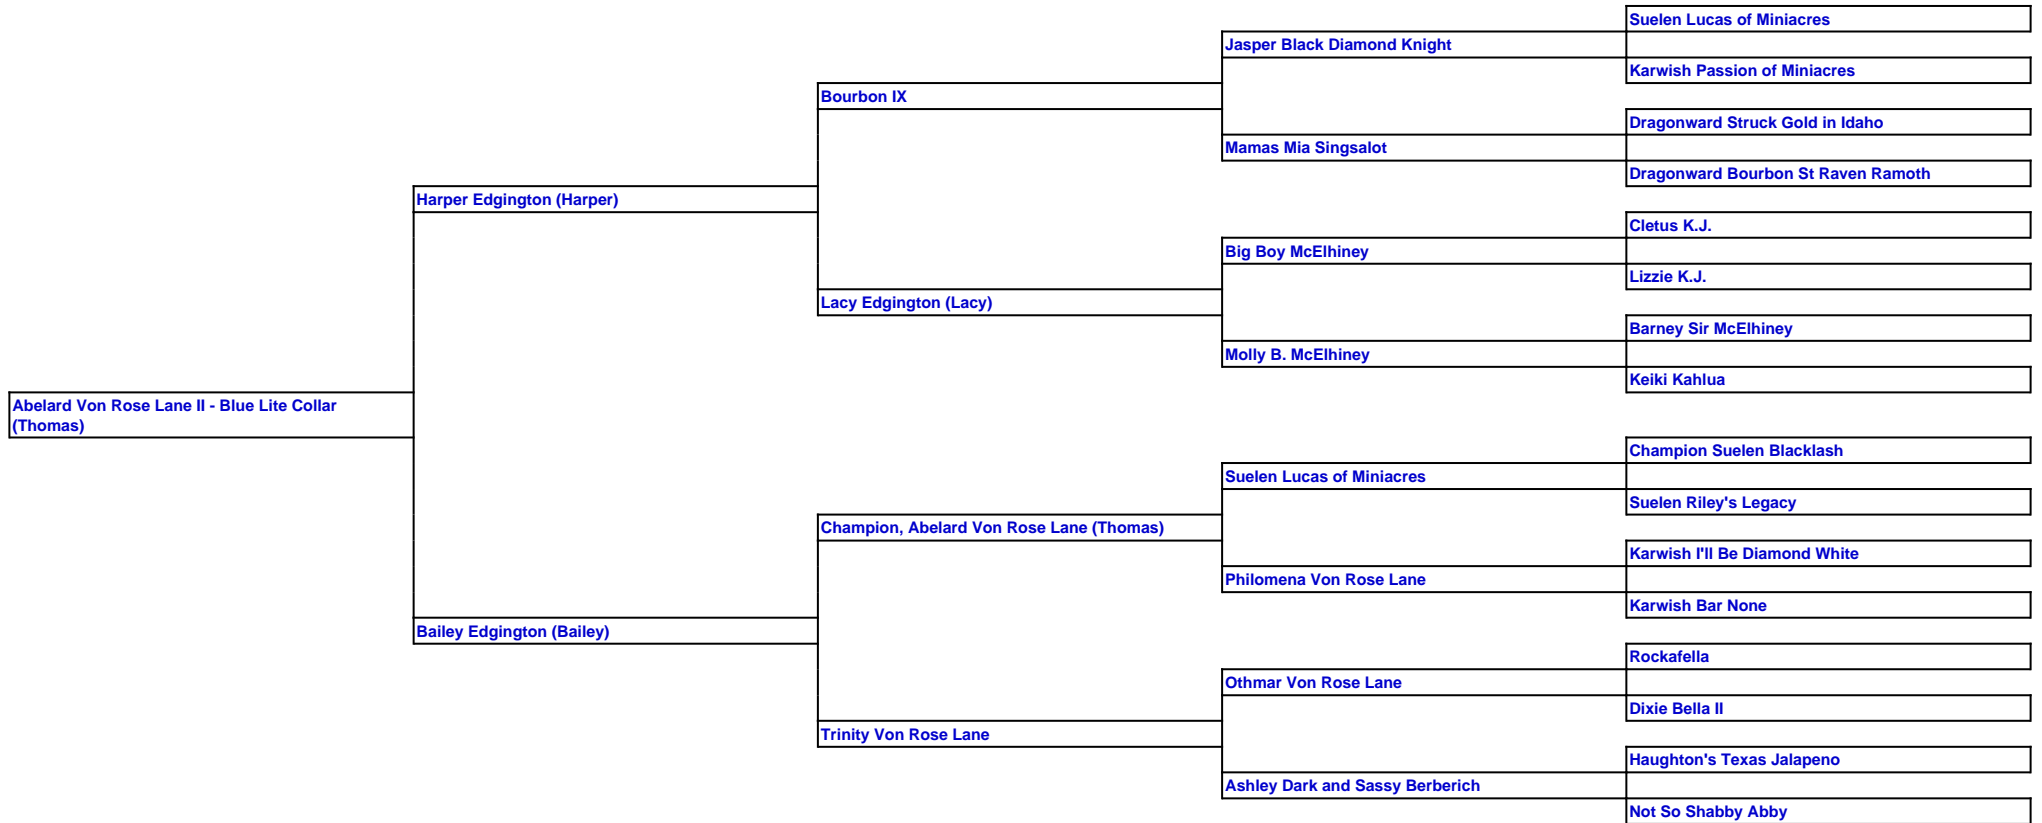 Suelen Lucas of Miniacres
Jasper Black Diamond Knight
Karwish Passion of Miniacres
Bourbon IX
Dragonward Struck Gold in Idaho
Mamas Mia Singsalot
Dragonward Bourbon St Raven Ramoth
Harper Edgington (Harper)
Cletus K.J.
Big Boy McElhiney
Lizzie K.J.
Lacy Edgington (Lacy)
Barney Sir McElhiney
Molly B. McElhiney
Keiki Kahlua
Abelard Von Rose Lane II - Blue Lite Collar
(Thomas)
Champion Suelen Blacklash
Suelen Lucas of Miniacres
Suelen Riley's Legacy
Champion, Abelard Von Rose Lane (Thomas)
Karwish I'll Be Diamond White
Philomena Von Rose Lane
Karwish Bar None
Bailey Edgington (Bailey)
Rockafella
Othmar Von Rose Lane
Dixie Bella II
Trinity Von Rose Lane
Haughton's Texas Jalapeno
Ashley Dark and Sassy Berberich
Not So Shabby Abby